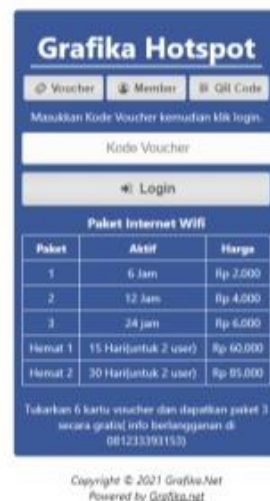 Grafika Hotspot
Voucher Member QR Code
Masukkan Kode Voucher kemudian klik login.
Kode Voucher
Login
Paket Internet Wifi
Paket Aktif Harga
1 6 Jam Rp 2.000
2 12 Jam Rp 4.000
3 24 jam Rp 6.000
Hemat 1 15 Hari(untuk 2 user) Rp 60.000
Hemat 2 30 Hari(untuk 2 user) Rp 85.000
Tukarkan 6 kartu voucher dan dapatkan paket 3
secara gratis( info berlangganan di
081233393153)
Copyright © 2021 Grafika.Net
Powered by Grafika.net